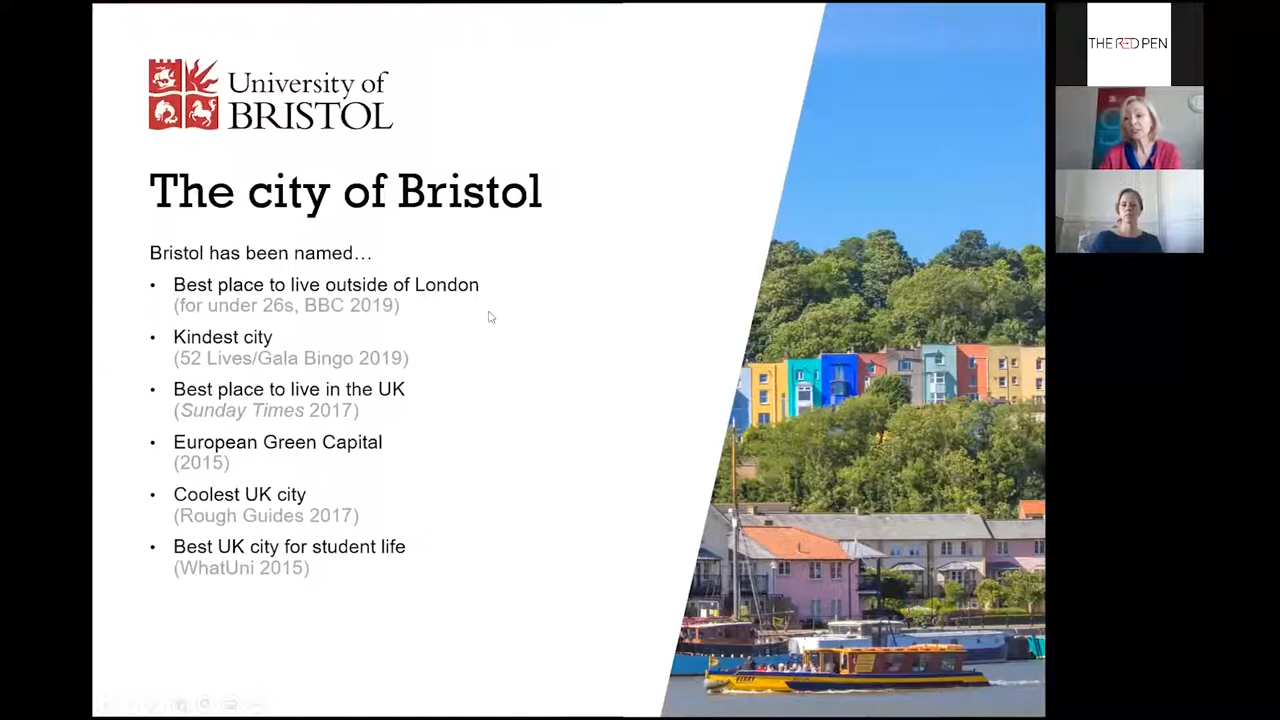 University of
BRISTOL
The city of Bristol
Bristol has been named…
• Best place to live outside of London
(for under 26s, BBC 2019)
• Kindest city
(52 Lives/Gala Bingo 2019)
• Best place to live in the UK
(Sunday Times 2017)
• European Green Capital
(2015)
• Coolest UK city
(Rough Guides 2017)
• Best UK city for student life
(WhatUni 2015)
FERRY
THE RED PEN